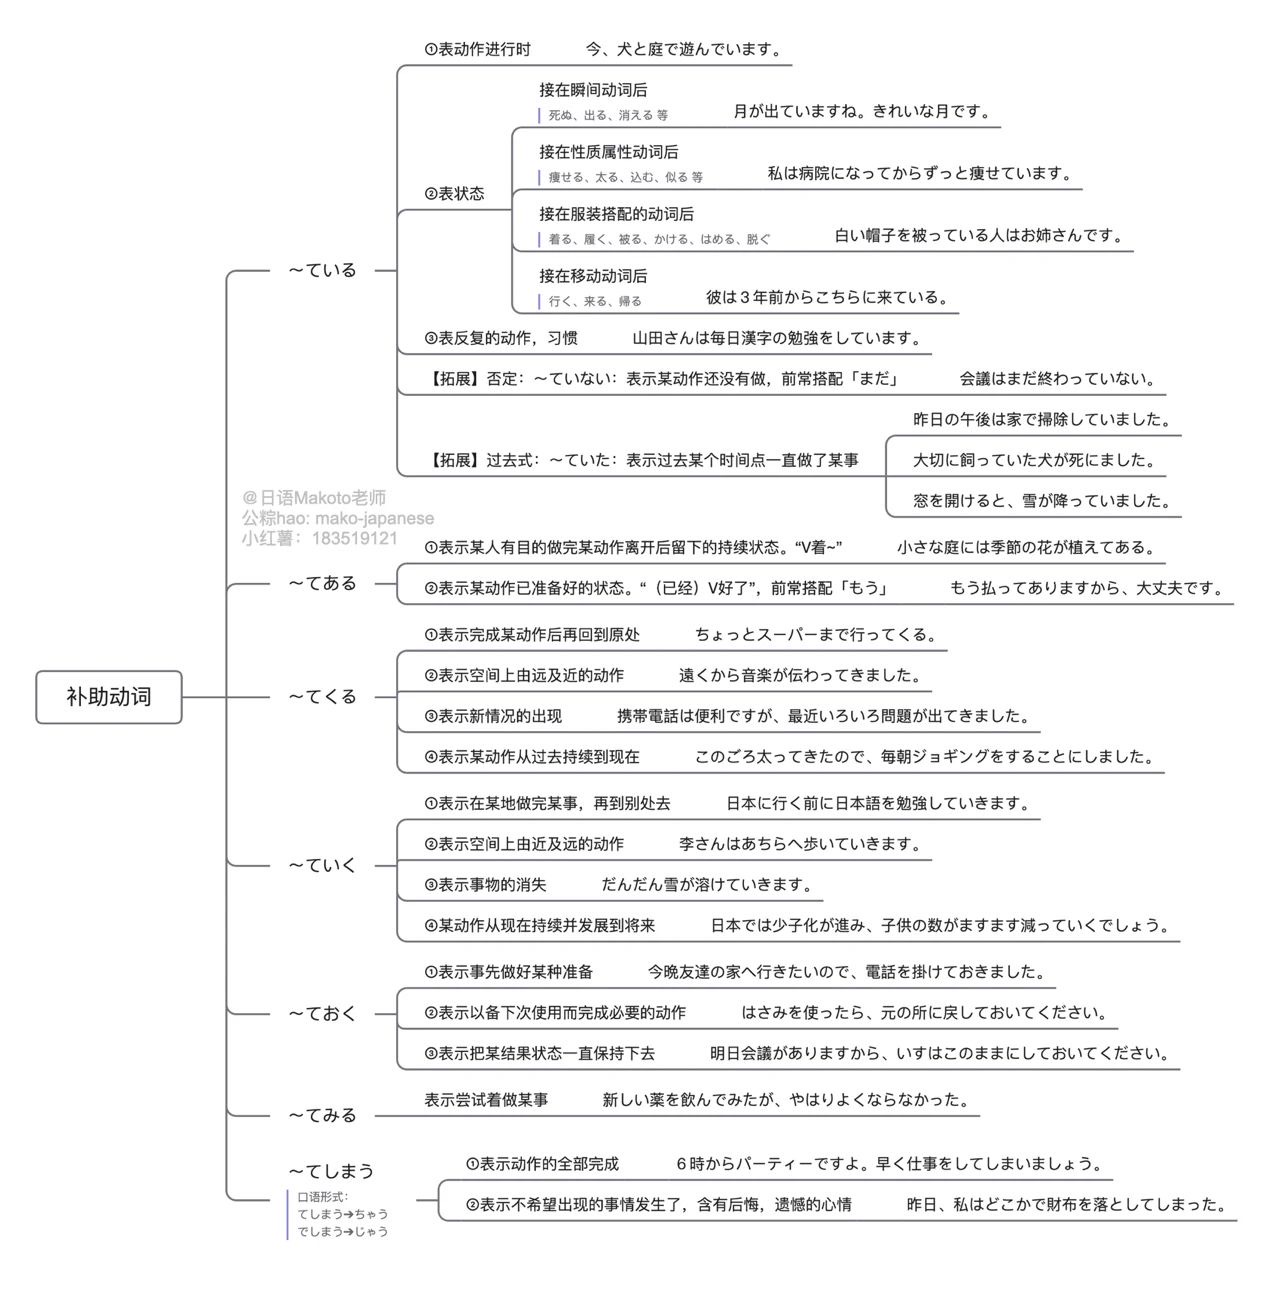 ①表动作进行时 今、犬と庭で遊んでいます。
接在瞬间动词后
死ぬ、出る、消える 等 月が出ていますね。きれいな月です。
接在性质属性动词后
痩せる、太る、込む、似る 等 私は病院になってからずっと痩せています。
②表状态
接在服装搭配的动词后
着る、履く、被る、かける、はめる、脱ぐ 白い帽子を被っている人はお姉さんです。
～ている
接在移动动词后
行く、来る、帰る 彼は3年前からこちらに来ている。
③表反复的动作，习惯 山田さんは毎日漢字の勉強をしています。
【拓展】否定：～ていない：表示某动作还没有做，前常搭配「まだ」 会議はまだ終わっていない。
昨日の午後は家で掃除していました。
【拓展】过去式：～ていた：表示过去某个时间点一直做了某事 大切に飼っていた犬が死にました。
窓を開けると、雪が降っていました。
@日语Makoto老师
公粽hao: mako-japanese
小红薯：183519121
①表示某人有目的做完某动作离开后留下的持续状态。“V着~” 小さな庭には季節の花が植えてある。
～てある
②表示某动作已准备好的状态。“（已经）V好了”，前常搭配「もう」 もう払ってありますから、大丈夫です。
①表示完成某动作后再回到原处 ちょっとスーパーまで行ってくる。
②表示空间上由远及近的动作 遠くから音楽が伝わってきました。
补助动词
～てくる
③表示新情况的出现 携帯電話は便利ですが、最近いろいろ問題が出てきました。
④表示某动作从过去持续到现在 このごろ太ってきたので、毎朝ジョギングをすることにしました。
①表示在某地做完某事，再到别处去 日本に行く前に日本語を勉強していきます。
②表示空间上由近及远的动作 李さんはあちらへ歩いていきます。
～ていく
③表示事物的消失 だんだん雪が溶けていきます。
④某动作从现在持续并发展到将来 日本では少子化が進み、子供の数がますます減っていくでしょう。
①表示事先做好某种准备 今晩友達の家へ行きたいので、電話を掛けておきました。
～ておく
②表示以备下次使用而完成必要的动作 はさみを使ったら、元の所に戻しておいてください。
③表示把某结果状态一直保持下去 明日会議がありますから、いすはこのままにしておいてください。
～てみる
表示尝试着做某事 新しい薬を飲んでみたが、やはりよくならなかった。
～てしまう
口语形式：
てしまう➔ちゃう
でしまう➔じゃう
①表示动作的全部完成 6時からパーティーですよ。早く仕事をしてしまいましょう。
②表示不希望出现的事情发生了，含有后悔，遗憾的心情 昨日、私はどこかで財布を落としてしまった。